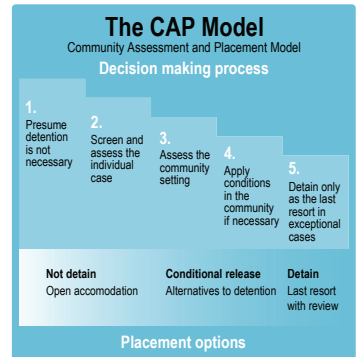 The CAP Model
Community Assessment and Placement Model
Decision making process
1.
Presume
detention
is not
necessary
2.
Screen and
assess the
individual
case
3.
Assess the
community
setting
4.
Apply
conditions
in the
community
if necessary
5.
Detain only
as the last
resort in
exceptional
cases
Not detain
Open accomodation
Conditional release
Alternatives to detention
Detain
Last resort
with review
Placement options